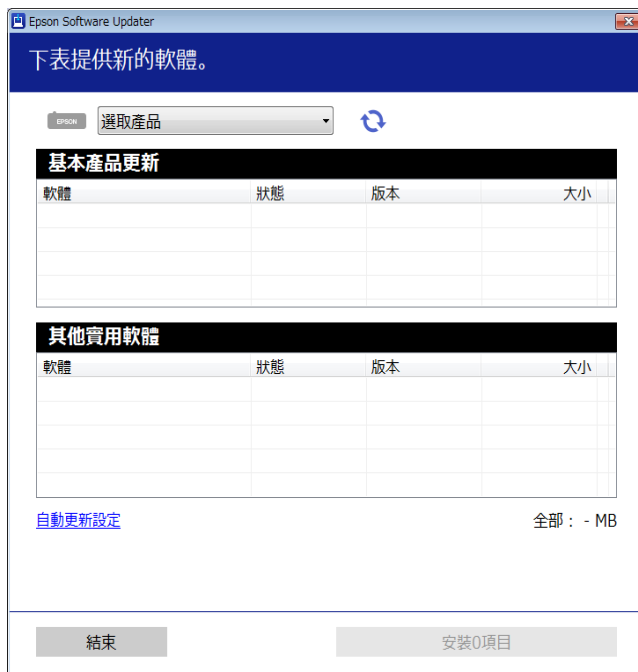 Epson Software Updater
下表提供新的軟體。
EPSON 選取產品
基本產品更新
軟體 狀態 版本 大小
其他實用軟體
軟體 狀態 版本 大小
自動更新設定 全部： - MB
結束 安裝0項目